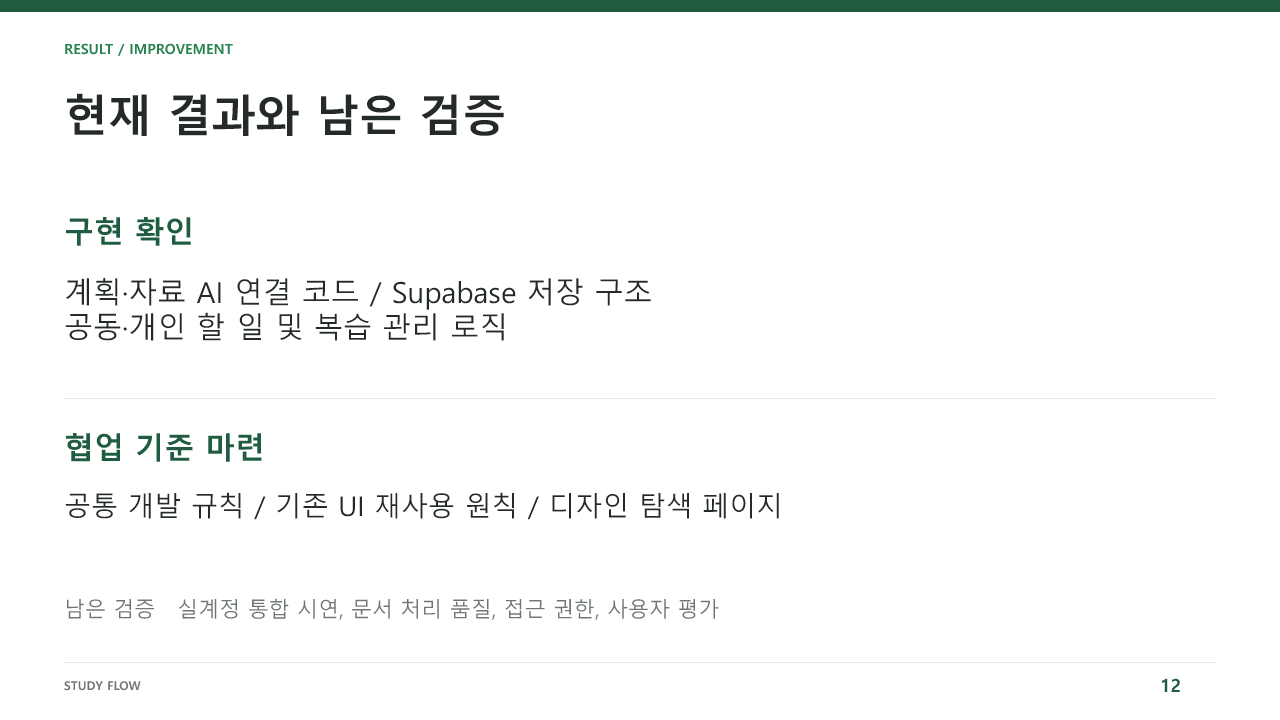 RESULT / IMPROVEMENT
현재 결과와 남은 검증
구현 확인
계획·자료 AI 연결 코드 / Supabase 저장 구조
공동·개인 할 일 및 복습 관리 로직
협업 기준 마련
공통 개발 규칙 / 기존 UI 재사용 원칙 / 디자인 탐색 페이지
남은 검증 실계정 통합 시연, 문서 처리 품질, 접근 권한, 사용자 평가
STUDY FLOW
12